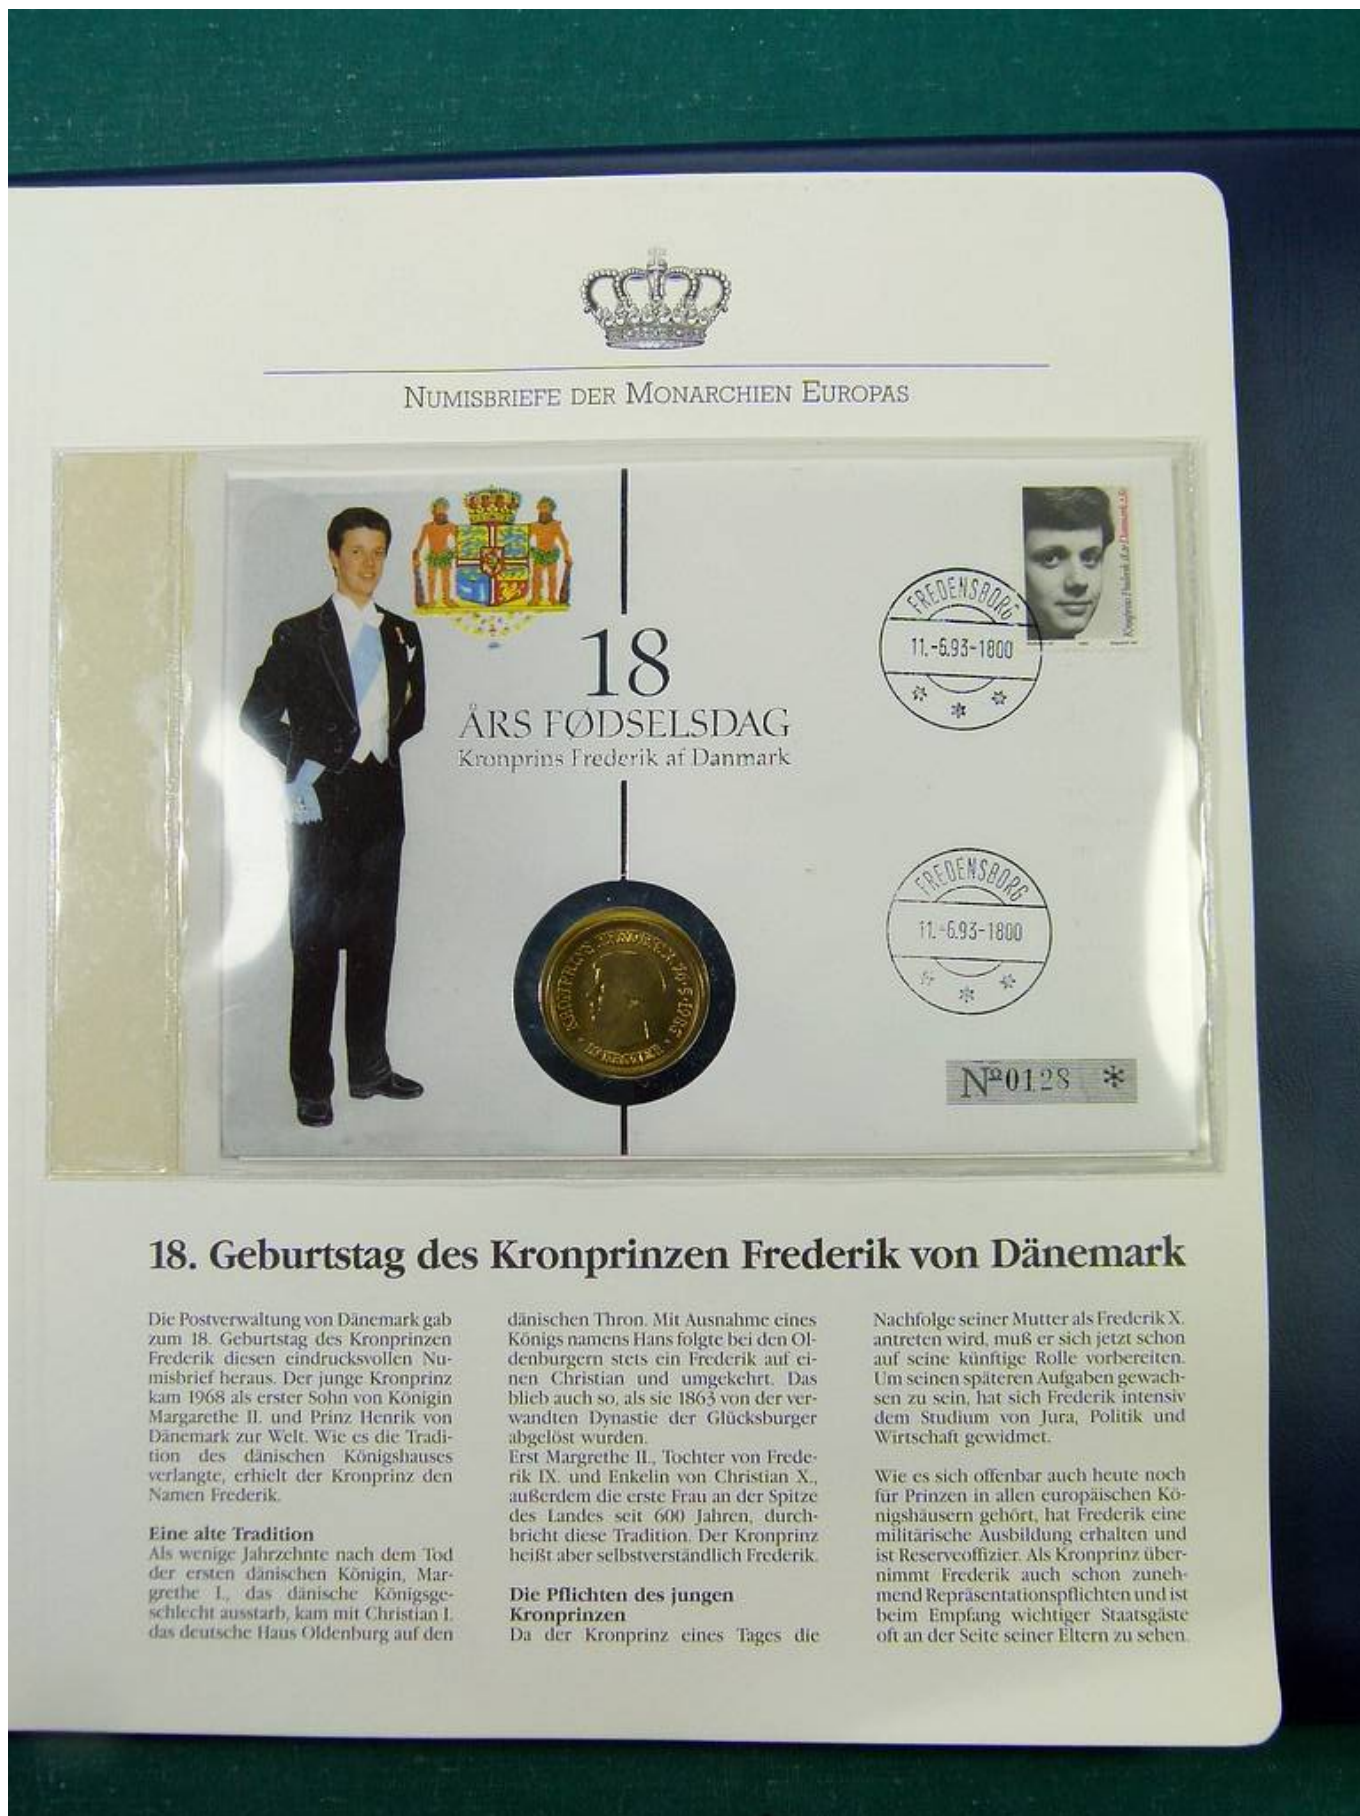 NUMISBRIEFE DER MONARCHIEN EUROPAS
18
ÅRS FØDSELSDAG
Kronprins Frederik af Danmark
Kronprins Frederik Danmark
FREDENSBORG
11.-6.93-1800
KRONPRINS FREDERIK 26·5·1986
FREDENSBORG
11.-6.93-1800
Nº0128 *
18. Geburtstag des Kronprinzen Frederik von Dänemark
Die Postverwaltung von Dänemark gab
zum 18. Geburtstag des Kronprinzen
Frederik diesen eindrucksvollen Nu-
misbrief heraus. Der junge Kronprinz
kam 1968 als erster Sohn von Königin
Margarethe II. und Prinz Henrik von
Dänemark zur Welt. Wie es die Tradi-
tion des dänischen Königshauses
verlangte, erhielt der Kronprinz den
Namen Frederik.
Eine alte Tradition
Als wenige Jahrzehnte nach dem Tod
der ersten dänischen Königin, Mar-
grethe I., das dänische Königsge-
schlecht ausstarb, kam mit Christian I.
das deutsche Haus Oldenburg auf den
dänischen Thron. Mit Ausnahme eines
Königs namens Hans folgte bei den Ol-
denburgern stets ein Frederik auf ei-
nen Christian und umgekehrt. Das
blieb auch so, als sie 1863 von der ver-
wandten Dynastie der Glücksburger
abgelöst wurden.
Erst Margrethe II., Tochter von Frede-
rik IX. und Enkelin von Christian X.,
außerdem die erste Frau an der Spitze
des Landes seit 600 Jahren, durch-
bricht diese Tradition. Der Kronprinz
heißt aber selbstverständlich Frederik.
Die Pflichten des jungen
Kronprinzen
Da der Kronprinz eines Tages die
Nachfolge seiner Mutter als Frederik X.
antreten wird, muß er sich jetzt schon
auf seine künftige Rolle vorbereiten.
Um seinen späteren Aufgaben gewach-
sen zu sein, hat sich Frederik intensiv
dem Studium von Jura, Politik und
Wirtschaft gewidmet.
Wie es sich offenbar auch heute noch
für Prinzen in allen europäischen Kö-
nigshäusern gehört, hat Frederik eine
militärische Ausbildung erhalten und
ist Reserveoffizier. Als Kronprinz über-
nimmt Frederik auch schon zuneh-
mend Repräsentationspflichten und ist
beim Empfang wichtiger Staatsgäste
oft an der Seite seiner Eltern zu sehen.